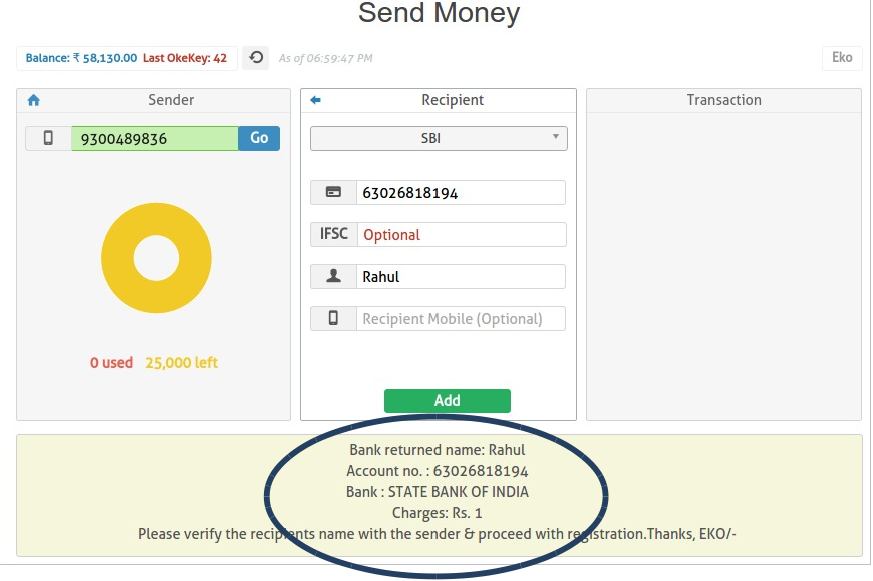 Send Money
Balance: ₹ 58,130.00 Last OkeKey: 42 As of 06:59:47 PM Eko
Sender
9300489836 Go
0 used 25,000 left
Recipient
SBI
63026818194
IFSC Optional
Rahul
Recipient Mobile (Optional)
Add
Transaction
Bank returned name: Rahul
Account no. : 63026818194
Bank : STATE BANK OF INDIA
Charges: Rs. 1
Please verify the recipients name with the sender & proceed with registration.Thanks, EKO/-